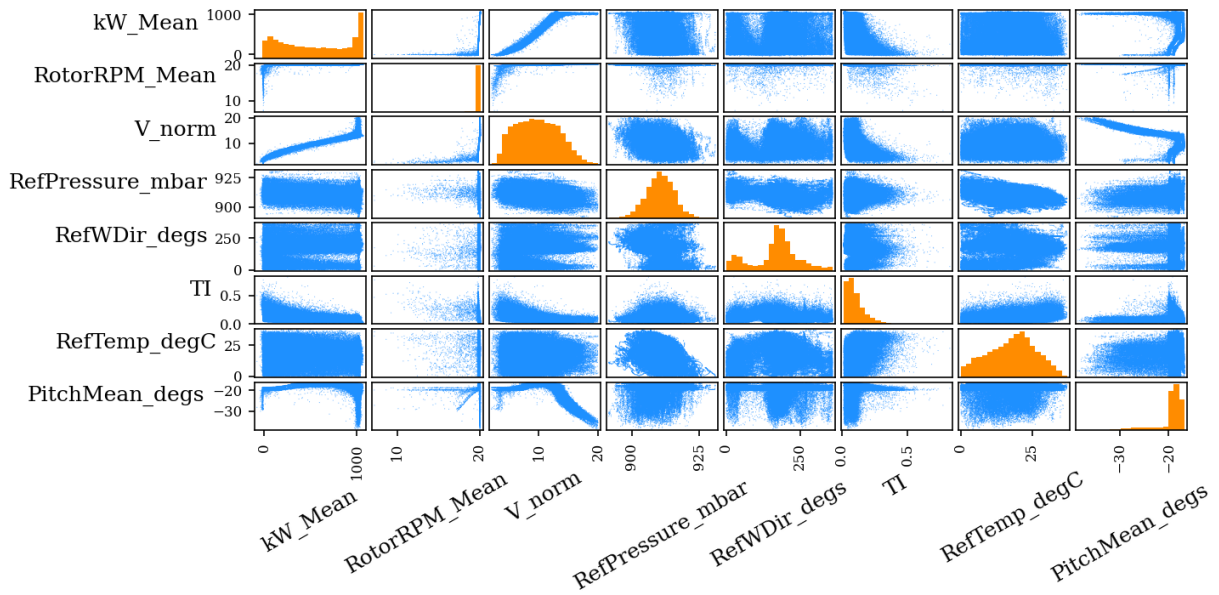 kW_Mean 1000 0
RotorRPM_Mean 20 10
V_norm 20 10
RefPressure_mbar 925 900
RefWDir_degs 250 0
TI 0.5 0.0
RefTemp_degC 25 0
PitchMean_degs −20 −30
0 1000 10 20 0 10 20 900 925 0 250 0.0 0.5 0 25 −30 −20
kW_Mean RotorRPM_Mean V_norm RefPressure_mbar RefWDir_degs TI RefTemp_degC PitchMean_degs